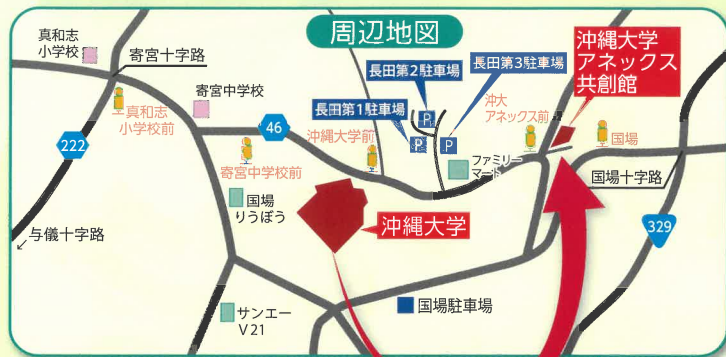 周辺地図
真和志
小学校
寄宮十字路
真和志
小学校前
寄宮中学校
222
46
寄宮中学校前
沖縄大学前
長田第1駐車場
長田第2駐車場
長田第3駐車場
P
P
P
沖大
アネックス前
沖縄大学
アネックス
共創館
国場
ファミリー
マート
国場十字路
329
国場
りうぼう
沖縄大学
与儀十字路
サンエー
V21
国場駐車場